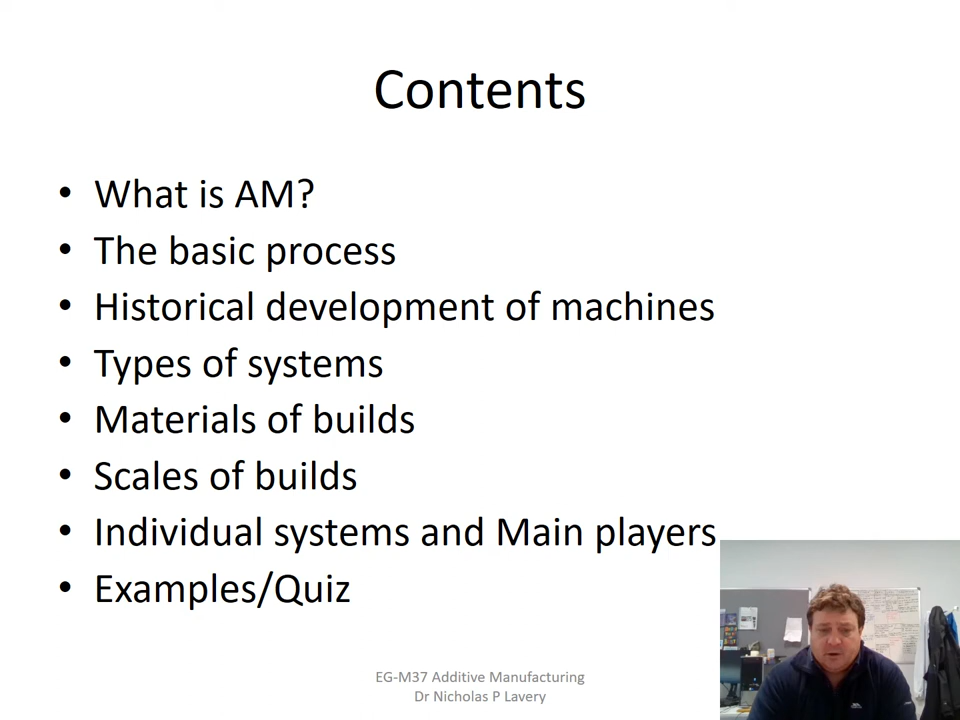 Contents
• What is AM?
• The basic process
• Historical development of machines
• Types of systems
• Materials of builds
• Scales of builds
• Individual systems and Main players
• Examples/Quiz
EG-M37 Additive Manufacturing
Dr Nicholas P Lavery